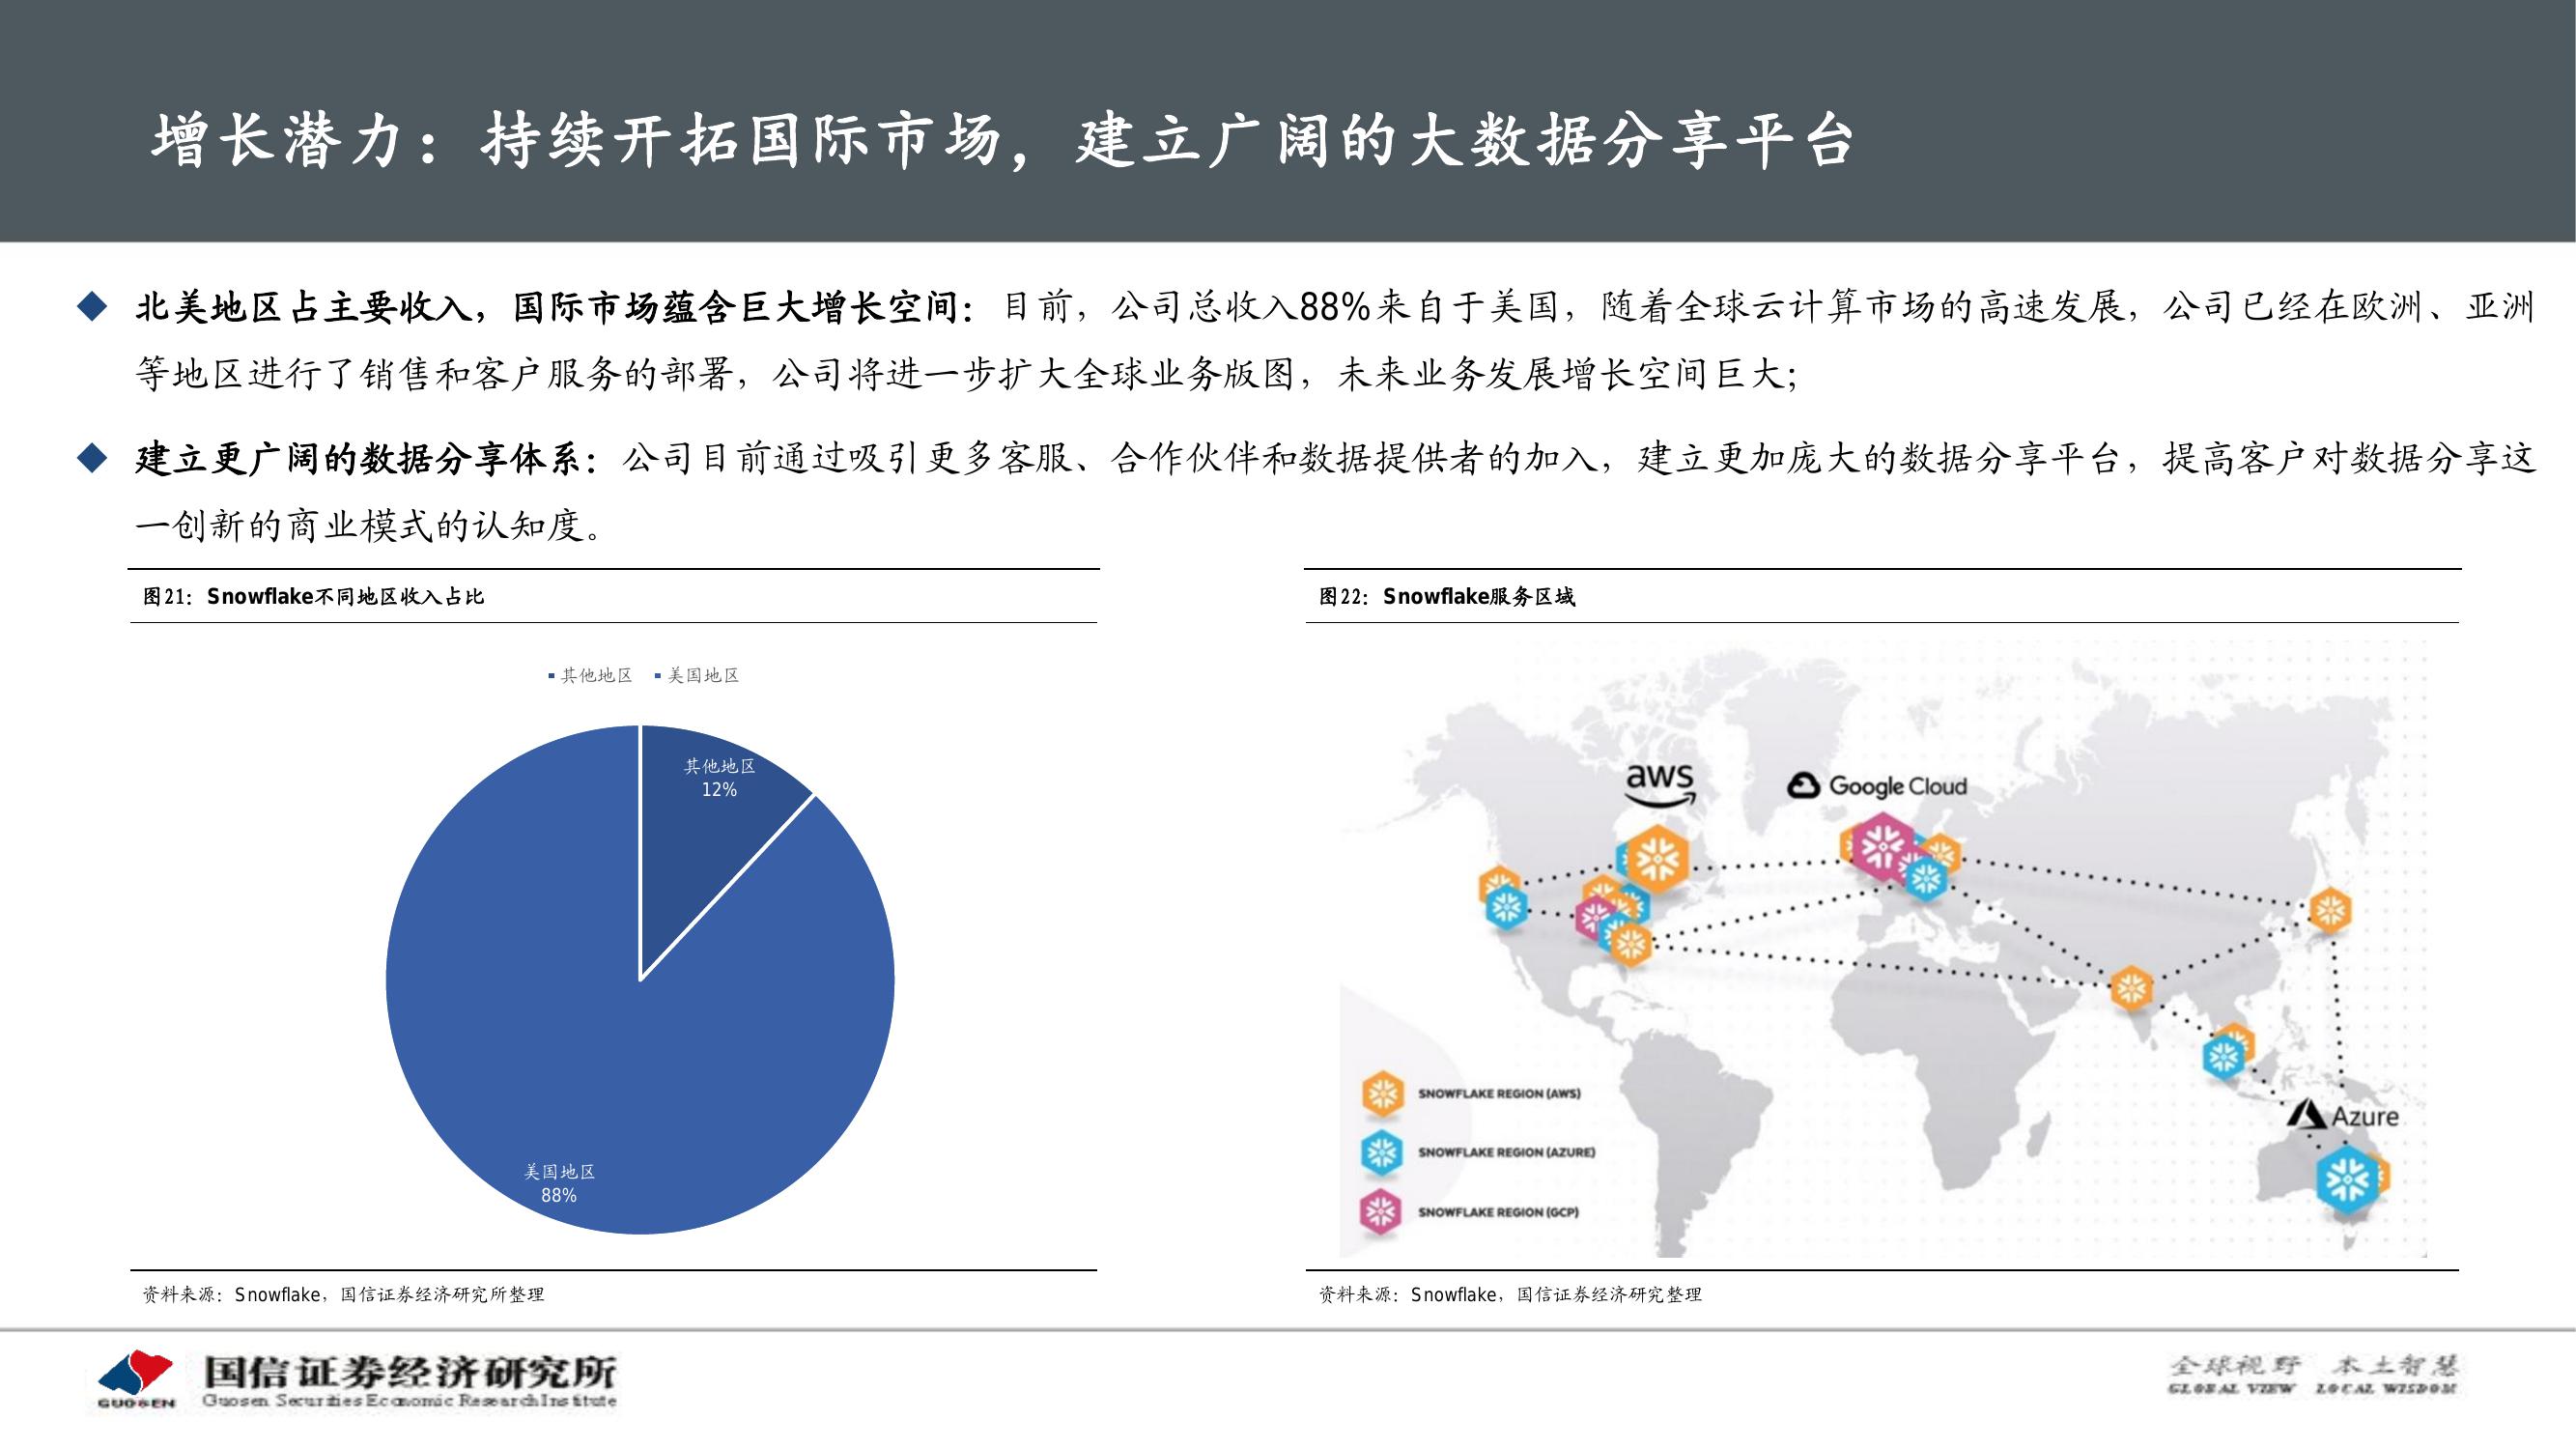 增长潜力：持续开拓国际市场，建立广阔的大数据分享平台
北美地区占主要收入，国际市场蕴含巨大增长空间：目前，公司总收入88%来自于美国，随着全球云计算市场的高速发展，公司已经在欧洲、亚洲
等地区进行了销售和客户服务的部署，公司将进一步扩大全球业务版图，未来业务发展增长空间巨大；
建立更广阔的数据分享体系：公司目前通过吸引更多客服、合作伙伴和数据提供者的加入，建立更加庞大的数据分享平台，提高客户对数据分享这
一创新的商业模式的认知度。
图21：Snowflake不同地区收入占比
其他地区 美国地区
其他地区
12%
美国地区
88%
资料来源：Snowflake，国信证券经济研究所整理
图22：Snowflake服务区域
aws
Google Cloud
Azure
SNOWFLAKE REGION (AWS)
SNOWFLAKE REGION (AZURE)
SNOWFLAKE REGION (GCP)
资料来源：Snowflake，国信证券经济研究整理
GUOSEN
国信证券经济研究所
Guosen Securities Economic Research Institute
全球视野 本土智慧
GLOBAL VIEW LOCAL WISDOM